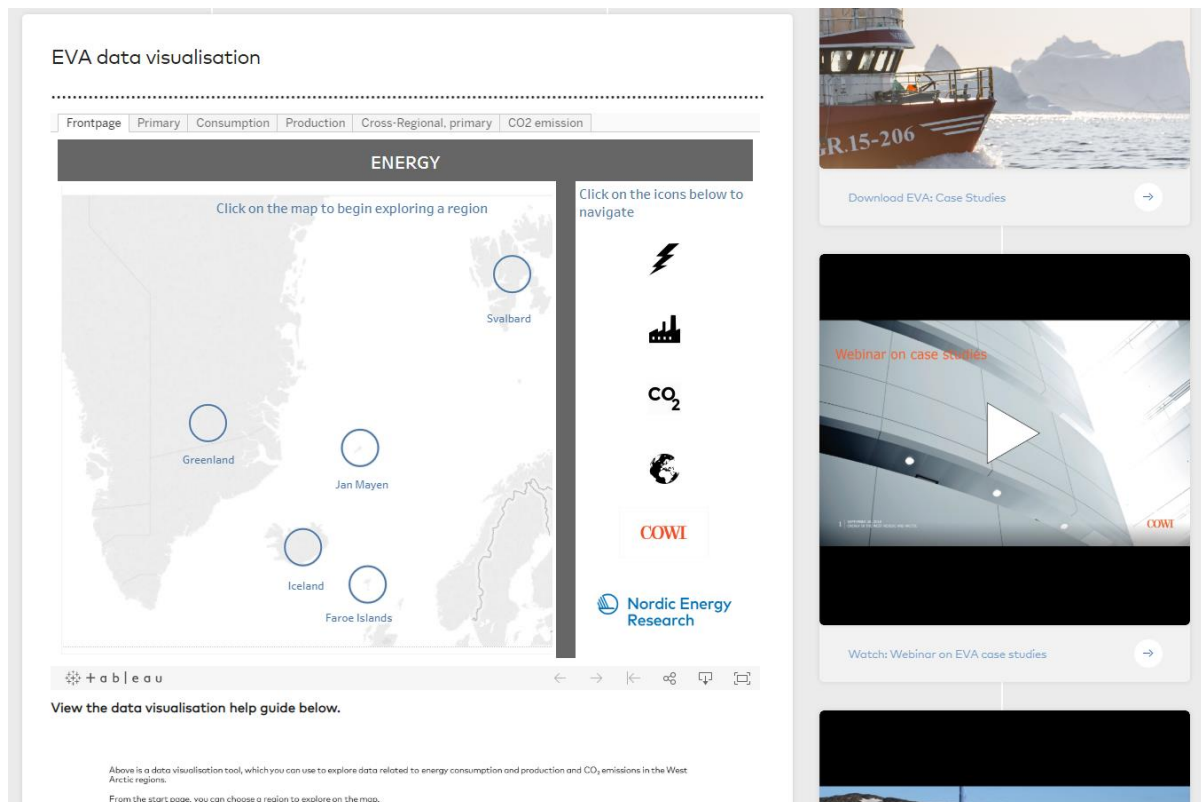 EVA data visualisation
Frontpage Primary Consumption Production Cross-Regional, primary CO2 emission
ENERGY
Click on the map to begin exploring a region
Click on the icons below to
navigate
Svalbard
Greenland
Jan Mayen
Iceland
Faroe Islands
CO₂
COWI
Nordic Energy
Research
+ a b l e a u
View the data visualisation help guide below.
Above is a data visualisation tool, which you can use to explore data related to energy consumption and production and CO₂ emissions in the West
Arctic regions.
From the start page, you can choose a region to explore on the map.
GR.15-206
Download EVA: Case Studies
Webinar on case studies
COWI
Watch: Webinar on EVA case studies